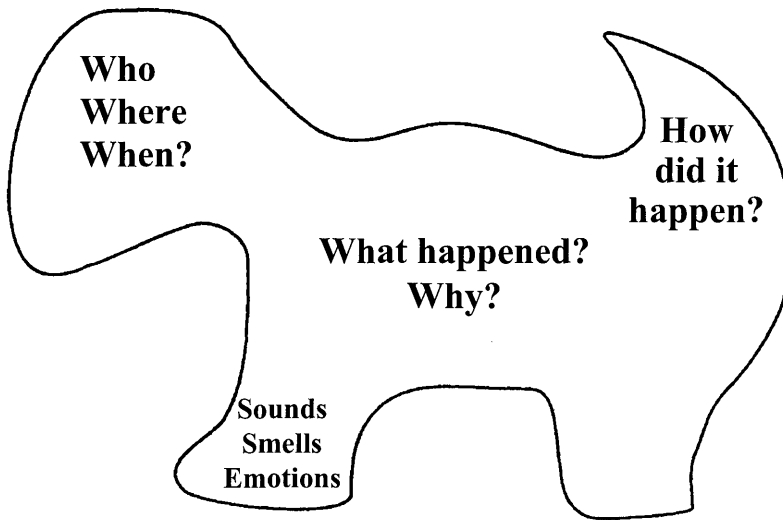 Who
Where
When?
How
did it
happen?
What happened?
Why?
Sounds
Smells
Emotions